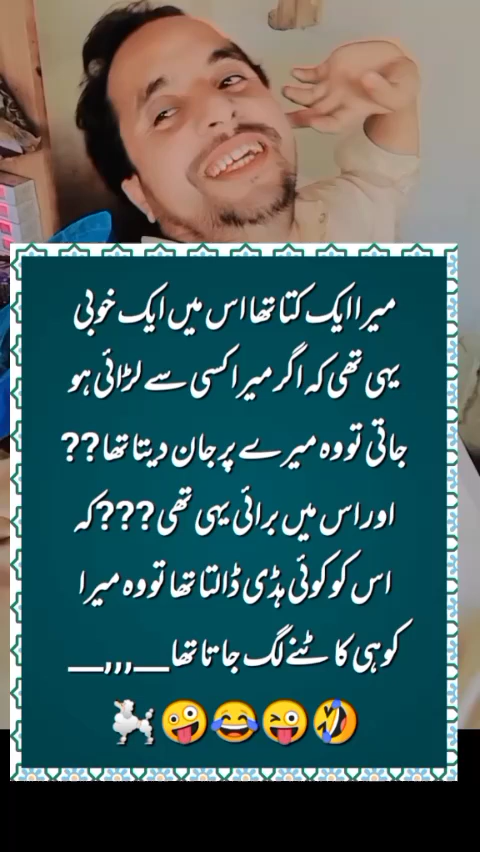 میرا ایک کتا تھا اس میں ایک خوبی
یہی تھی کہ اگر میرا کسی سے لڑائی ہو
جاتی تو وہ میرے پر جان دیتا تھا??
اور اس میں برائی یہی تھی???کہ
اس کو کوئی ہڈی ڈالتا تھا تو وہ میرا
کو ہی کاٹنے لگ جاتا تھا__,,,__
🤣😜😂🤪🐩